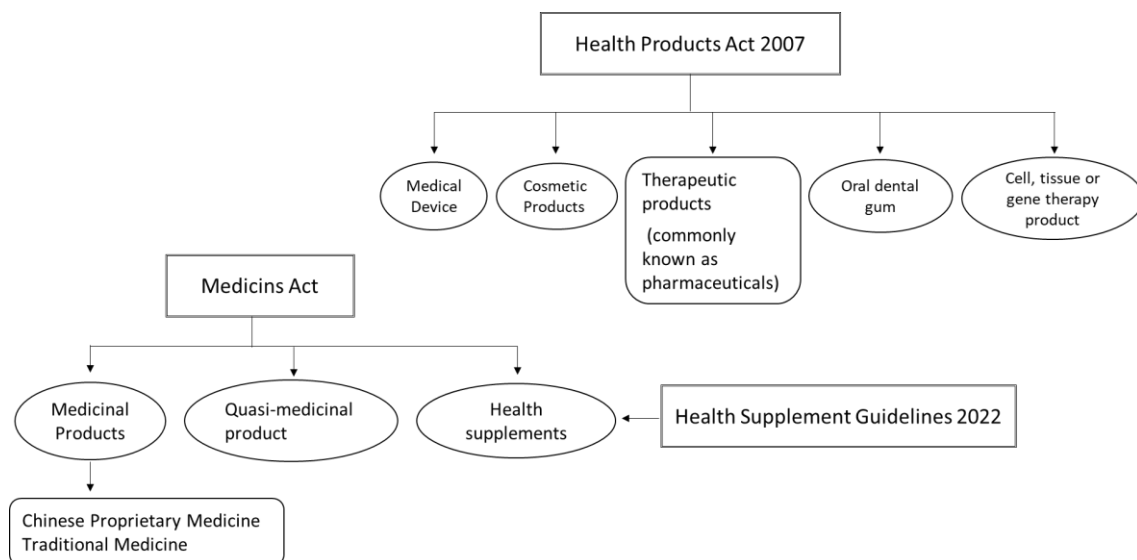 Health Products Act 2007
Medical
Device
Cosmetic
Products
Therapeutic
products
(commonly
known as
pharmaceuticals)
Oral dental
gum
Cell, tissue or
gene therapy
product
Medicins Act
Medicinal
Products
Quasi-medicinal
product
Health
supplements
Health Supplement Guidelines 2022
Chinese Proprietary Medicine
Traditional Medicine